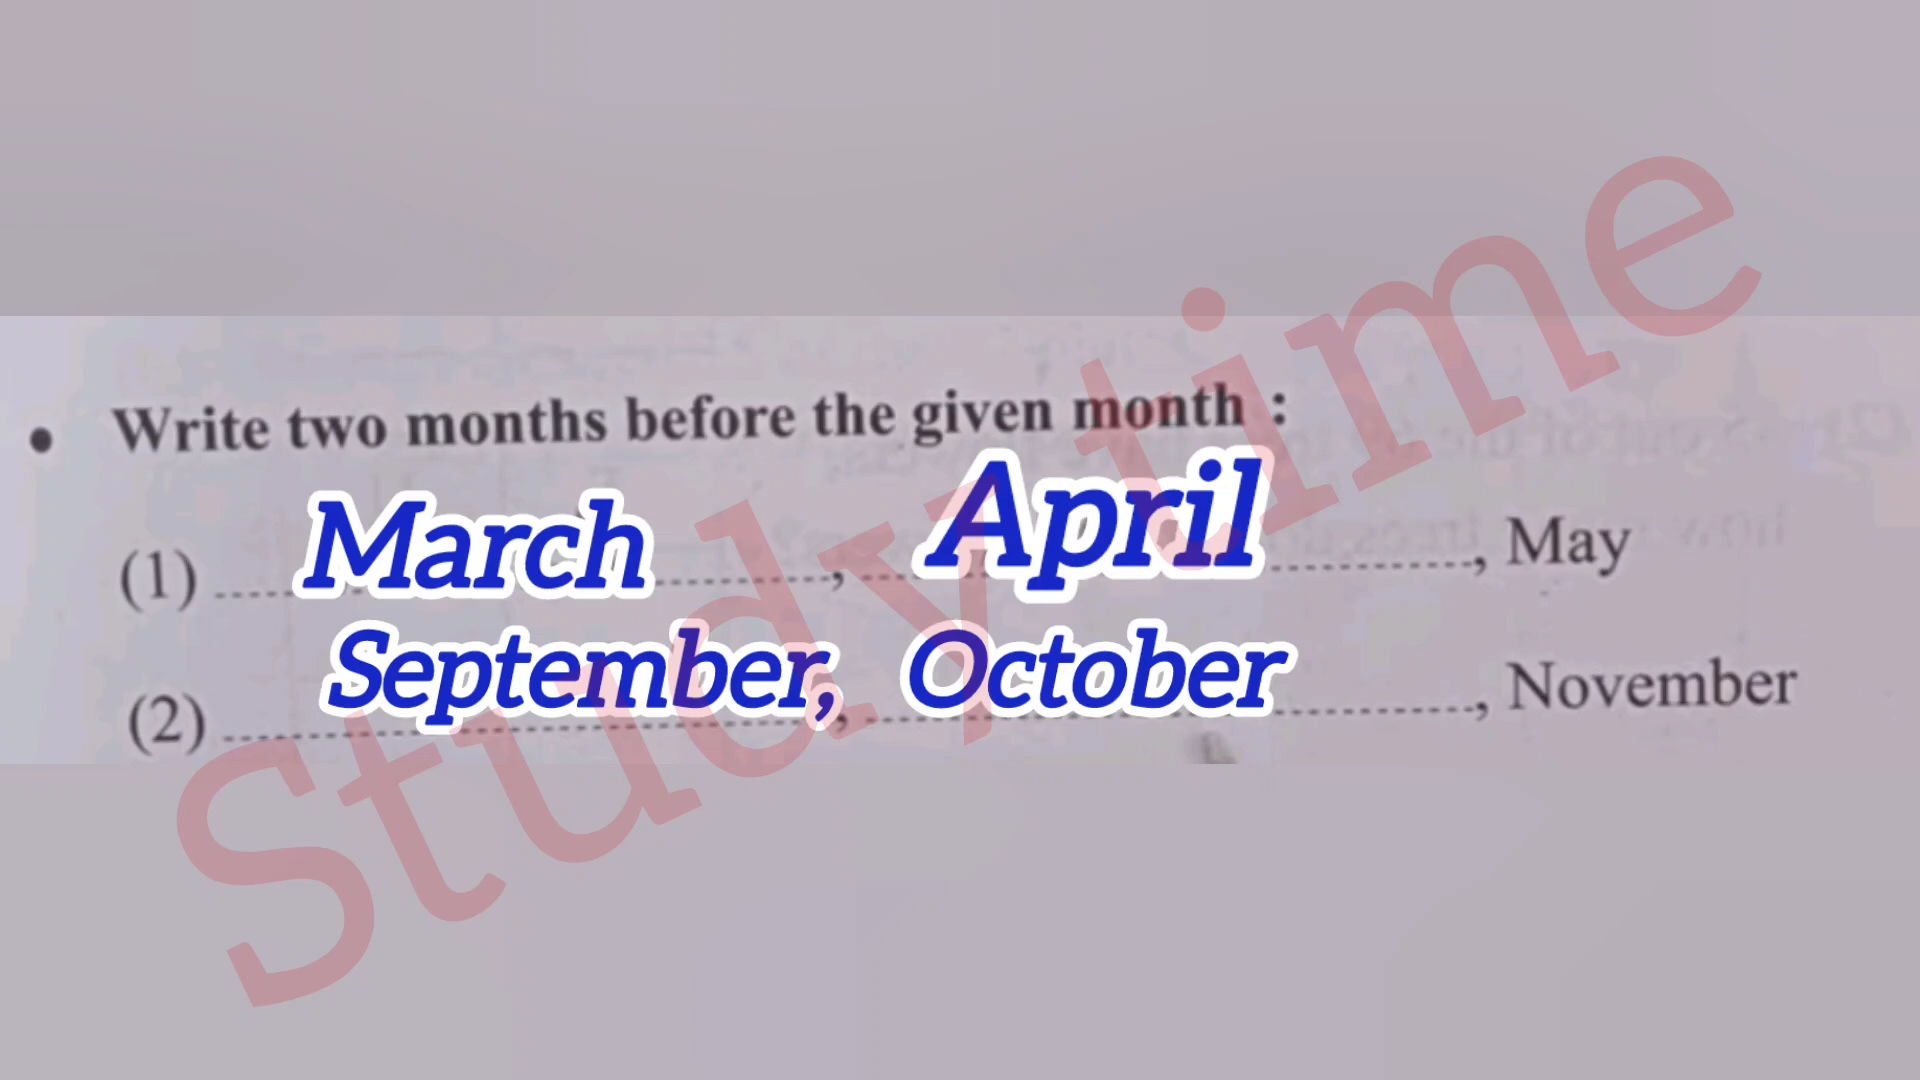 • Write two months before the given month :
(1) March, April, May
(2) September, , October, November
Study time